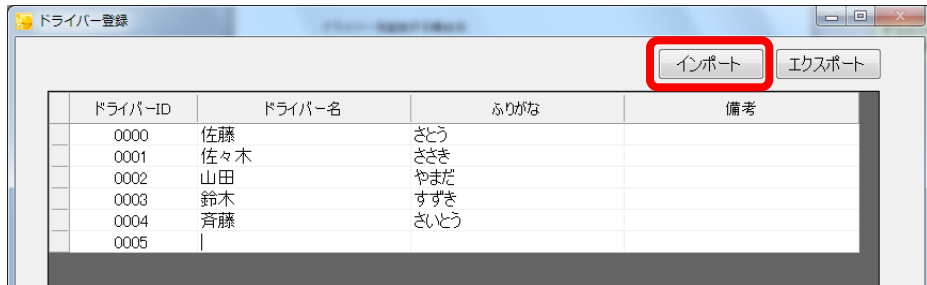 ドライバー登録
インポート エクスポート
ドライバーID ドライバー名 ふりがな 備考
0000 佐藤 さとう
0001 佐々木 ささき
0002 山田 やまだ
0003 鈴木 すずき
0004 斉藤 さいとう
0005